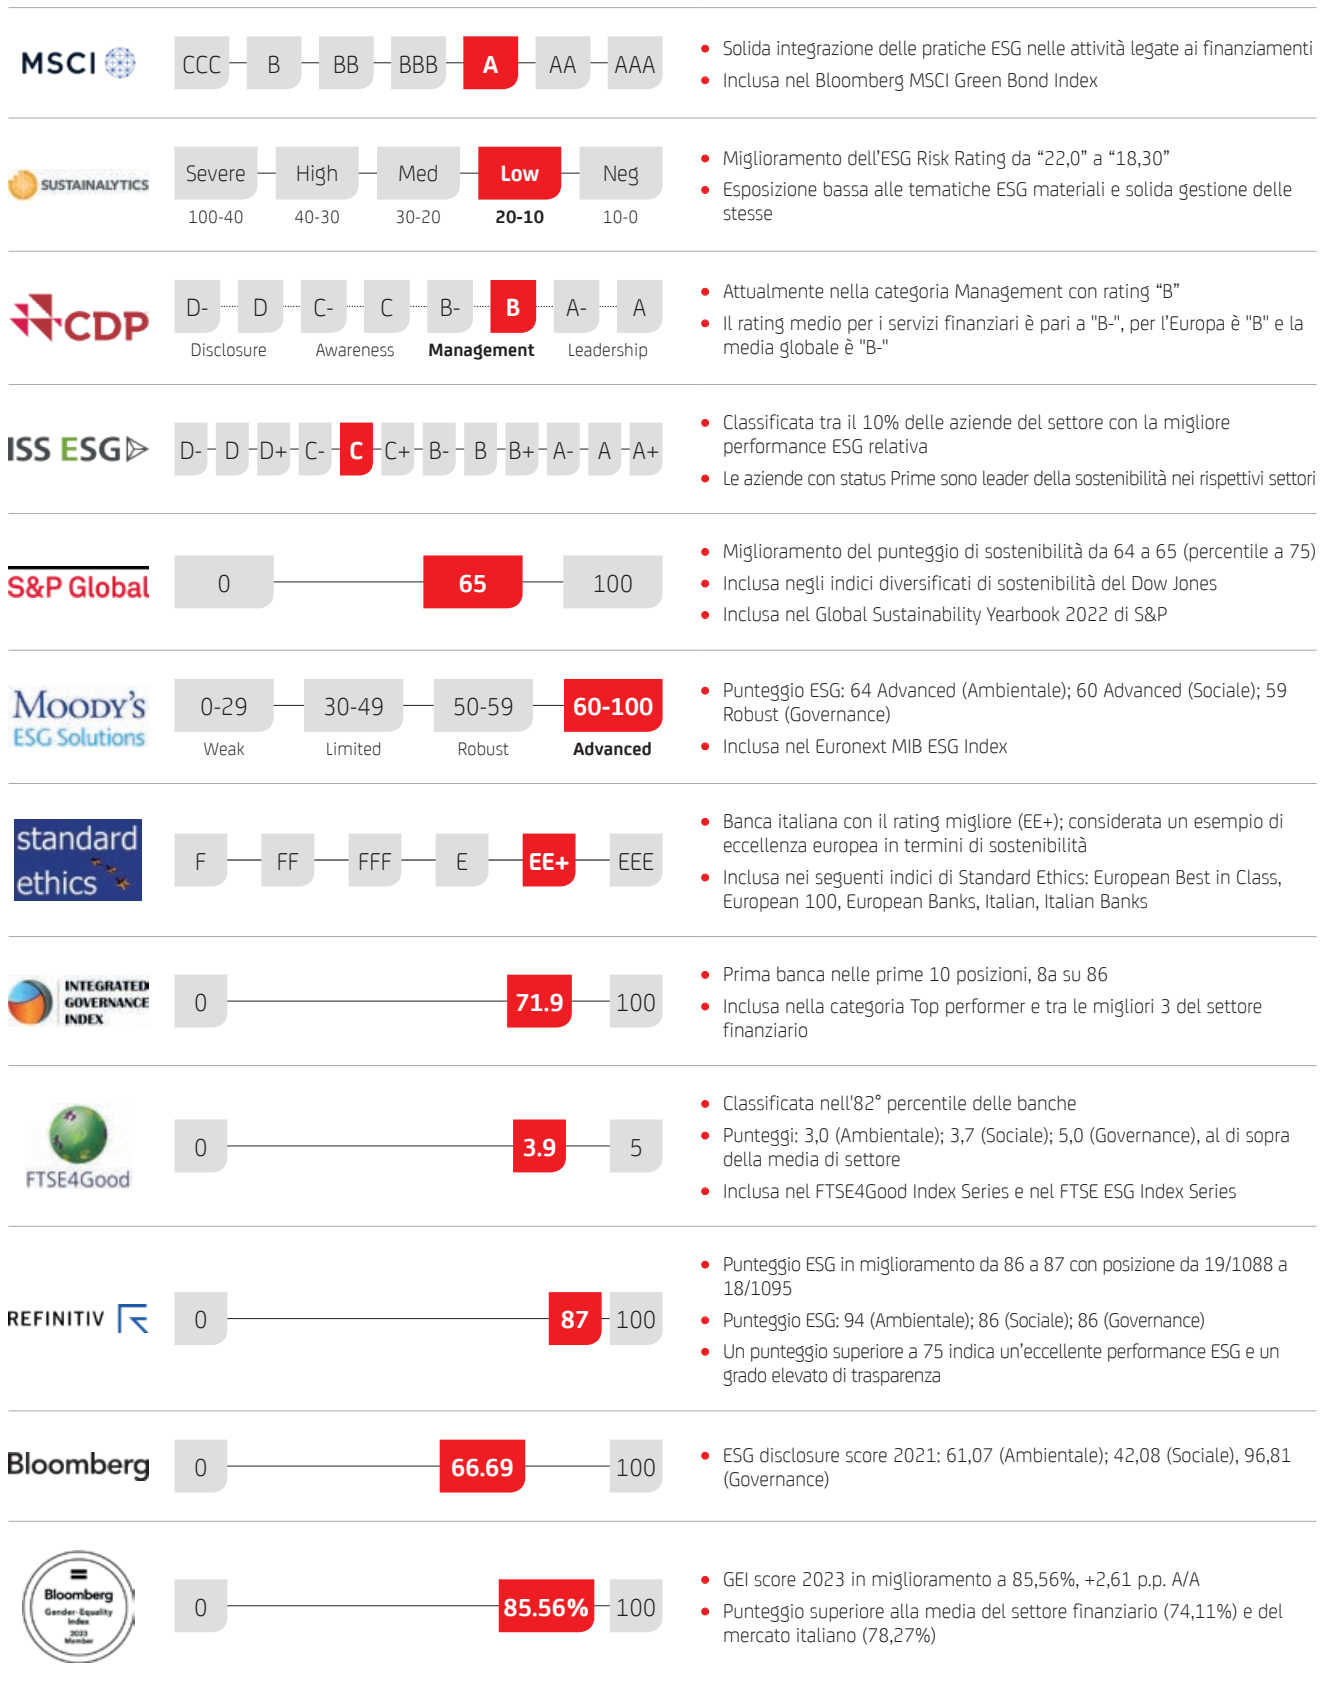 MSCI
CCC B BB BBB A AA AAA
Solida integrazione delle pratiche ESG nelle attività legate ai finanziamenti
Inclusa nel Bloomberg MSCI Green Bond Index
SUSTAINALYTICS
Severe High Med Low Neg
100-40 40-30 30-20 20-10 10-0
Miglioramento dell'ESG Risk Rating da “22,0” a “18,30”
Esposizione bassa alle tematiche ESG materiali e solida gestione delle
stesse
CDP
D- D C- C B- B A- A
Disclosure Awareness Management Leadership
Attualmente nella categoria Management con rating “B”
Il rating medio per i servizi finanziari è pari a "B-", per l'Europa è "B" e la
media globale è "B-"
ISS ESG
D- D D+ C- C C+ B- B B+ A- A A+
Classificata tra il 10% delle aziende del settore con la migliore
performance ESG relativa
Le aziende con status Prime sono leader della sostenibilità nei rispettivi settori
S&P Global
0 65 100
Miglioramento del punteggio di sostenibilità da 64 a 65 (percentile a 75)
Inclusa negli indici diversificati di sostenibilità del Dow Jones
Inclusa nel Global Sustainability Yearbook 2022 di S&P
MOODY'S
ESG Solutions
0-29 30-49 50-59 60-100
Weak Limited Robust Advanced
Punteggio ESG: 64 Advanced (Ambientale); 60 Advanced (Sociale); 59
Robust (Governance)
Inclusa nel Euronext MIB ESG Index
standard
ethics
F FF FFF E EE+ EEE
Banca italiana con il rating migliore (EE+); considerata un esempio di
eccellenza europea in termini di sostenibilità
Inclusa nei seguenti indici di Standard Ethics: European Best in Class,
European 100, European Banks, Italian, Italian Banks
INTEGRATED
GOVERNANCE
INDEX
0 71.9 100
Prima banca nelle prime 10 posizioni, 8a su 86
Inclusa nella categoria Top performer e tra le migliori 3 del settore
finanziario
FTSE4Good
0 3.9 5
Classificata nell'82° percentile delle banche
Punteggi: 3,0 (Ambientale); 3,7 (Sociale); 5,0 (Governance), al di sopra
della media di settore
Inclusa nel FTSE4Good Index Series e nel FTSE ESG Index Series
REFINITIV
0 87 100
Punteggio ESG in miglioramento da 86 a 87 con posizione da 19/1088 a
18/1095
Punteggio ESG: 94 (Ambientale); 86 (Sociale); 86 (Governance)
Un punteggio superiore a 75 indica un'eccellente performance ESG e un
grado elevato di trasparenza
Bloomberg
0 66.69 100
ESG disclosure score 2021: 61,07 (Ambientale); 42,08 (Sociale), 96,81
(Governance)
Bloomberg
Gender-Equality
Index
2023
Member
0 85.56% 100
GEI score 2023 in miglioramento a 85,56%, +2,61 p.p. A/A
Punteggio superiore alla media del settore finanziario (74,11%) e del
mercato italiano (78,27%)